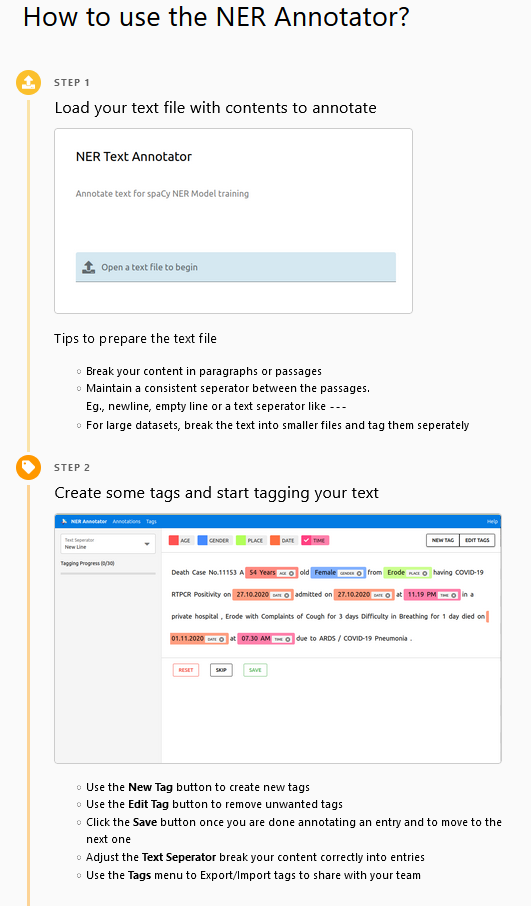 How to use the NER Annotator?
STEP 1
Load your text file with contents to annotate
NER Text Annotator
Annotate text for spaCy NER Model training
Open a text file to begin
Tips to prepare the text file
Break your content in paragraphs or passages
Maintain a consistent seperator between the passages.
Eg., newline, empty line or a text seperator like ---
For large datasets, break the text into smaller files and tag them seperately
STEP 2
Create some tags and start tagging your text
NER Annotator Annotations Tags Help
Text Seperator
New Line
Tagging Progress (0/30)
AGE GENDER PLACE DATE TIME NEW TAG EDIT TAGS
Death Case No.11153 A 54 Years AGE old Female GENDER from Erode PLACE having COVID-19
RTPCR Positivity on 27.10.2020 DATE admitted on 27.10.2020 DATE at 11.19 PM TIME in a
private hospital , Erode with Complaints of Cough for 3 days Difficulty in Breathing for 1 day died on
01.11.2020 DATE at 07.30 AM TIME due to ARDS / COVID-19 Pneumonia .
RESET SKIP SAVE
Use the New Tag button to create new tags
Use the Edit Tag button to remove unwanted tags
Click the Save button once you are done annotating an entry and to move to the
next one
Adjust the Text Seperator break your content correctly into entries
Use the Tags menu to Export/Import tags to share with your team